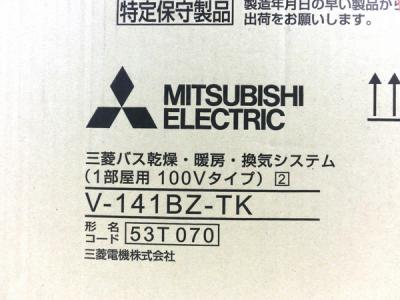 特定保守製品
製造年月日の早い製品から
出荷をお願いします。
MITSUBISHI
ELECTRIC
三菱バス乾燥・暖房・換気システム
(1部屋用 100Vタイプ) 2
V-141BZ-TK
形名
コード 53T070
三菱電機株式会社